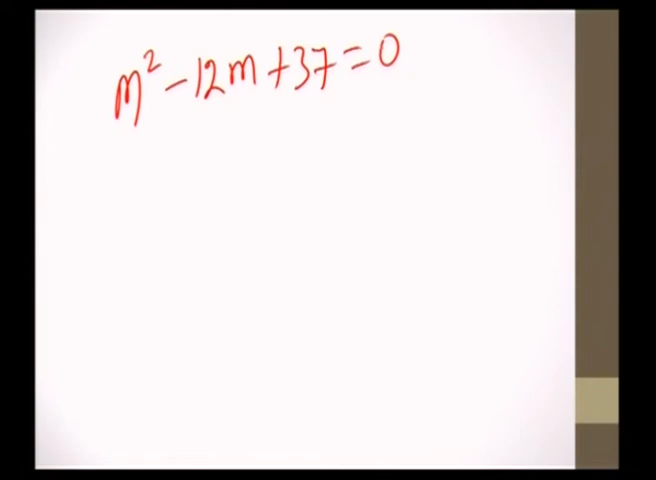 m² - 12m + 37 = 0